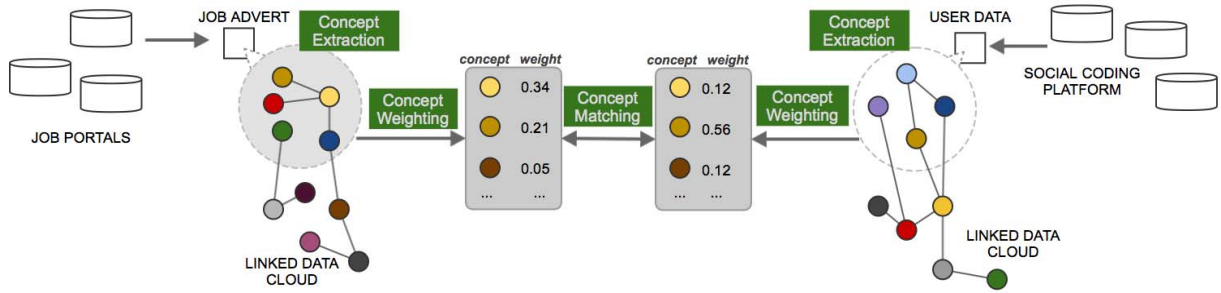 JOB ADVERT
Concept
Extraction
JOB PORTALS
Concept
Weighting
concept weight
0.34
0.21
0.05
... ...
Concept
Matching
concept weight
0.12
0.56
0.12
... ...
Concept
Weighting
Concept
Extraction
USER DATA
SOCIAL CODING
PLATFORM
LINKED DATA
CLOUD
LINKED DATA
CLOUD